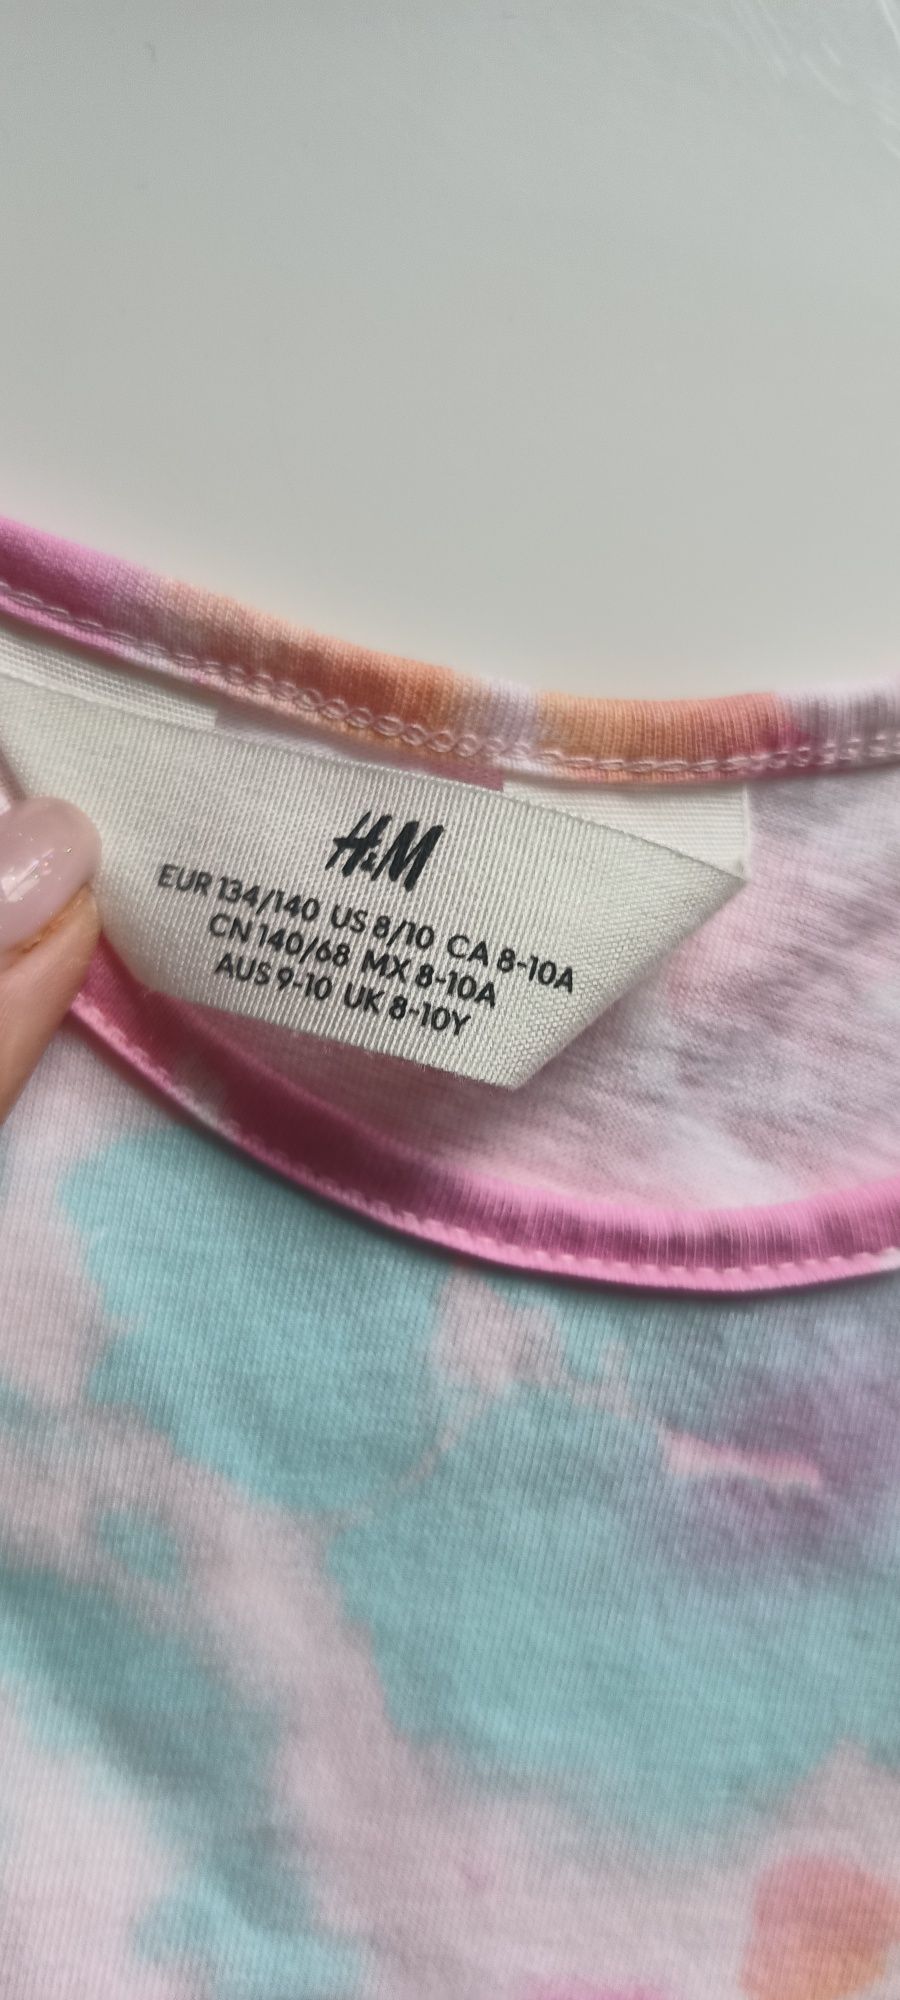 H&M
EUR 134/140 US 8/10 CA 8-10A
CN 140/68 MX 8-10A
AUS 9-10 UK 8-10Y